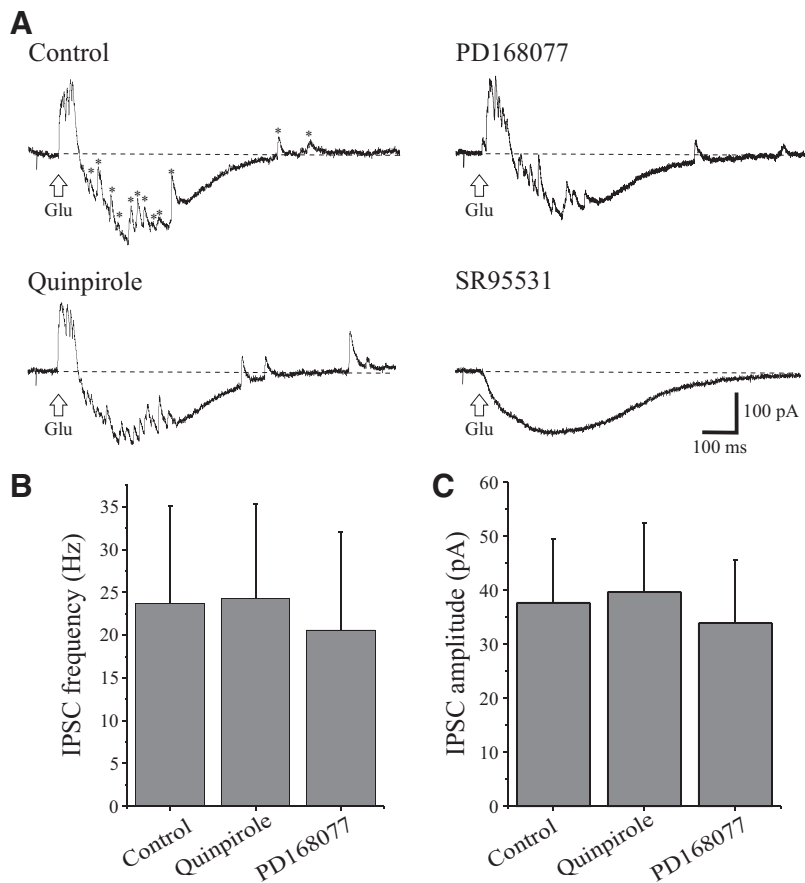 A
Control
* * * * * * * * * * * * *
Glu
PD168077
Glu
Quinpirole
Glu
SR95531
Glu
100 pA
100 ms
B
IPSC frequency (Hz)
35
30
25
20
15
10
5
0
Control
Quinpirole
PD168077
C
IPSC amplitude (pA)
60
50
40
30
20
10
0
Control
Quinpirole
PD168077